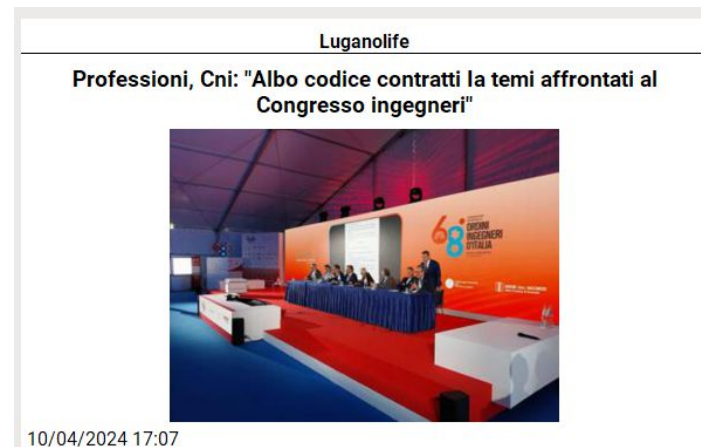 Luganolife
Professioni, Cni: "Albo codice contratti Ia temi affrontati al
Congresso ingegneri"
68°
ORDINI
INGEGNERI
D'ITALIA
10/04/2024 17:07